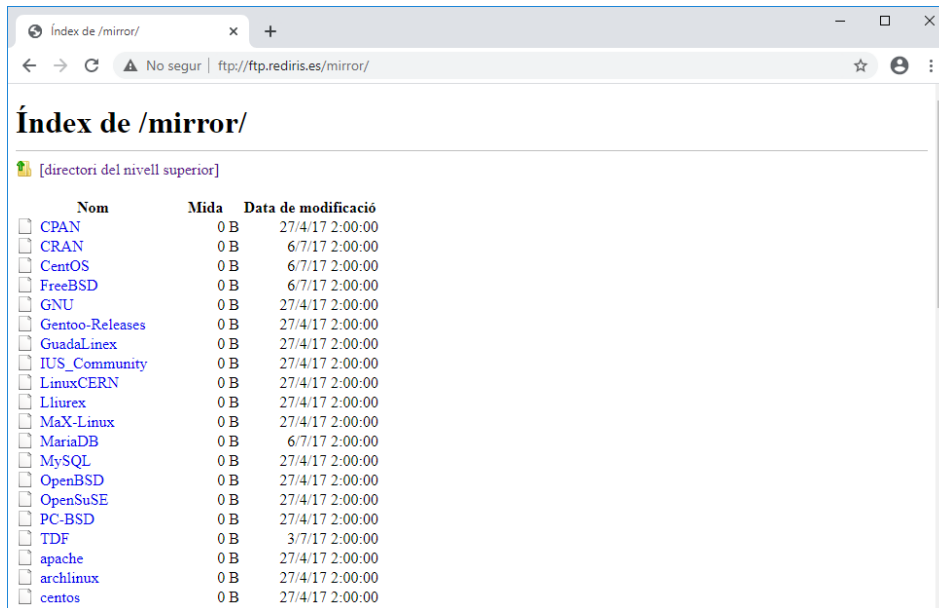 Índex de /mirror/
No segur | ftp://ftp.rediris.es/mirror/
Índex de /mirror/
[directori del nivell superior]
Nom Mida Data de modificació
CPAN 0 B 27/4/17 2:00:00
CRAN 0 B 6/7/17 2:00:00
CentOS 0 B 6/7/17 2:00:00
FreeBSD 0 B 6/7/17 2:00:00
GNU 0 B 27/4/17 2:00:00
Gentoo-Releases 0 B 27/4/17 2:00:00
GuadaLinex 0 B 27/4/17 2:00:00
IUS_Community 0 B 27/4/17 2:00:00
LinuxCERN 0 B 27/4/17 2:00:00
Lliurex 0 B 27/4/17 2:00:00
MaX-Linux 0 B 27/4/17 2:00:00
MariaDB 0 B 6/7/17 2:00:00
MySQL 0 B 27/4/17 2:00:00
OpenBSD 0 B 27/4/17 2:00:00
OpenSuSE 0 B 27/4/17 2:00:00
PC-BSD 0 B 27/4/17 2:00:00
TDF 0 B 3/7/17 2:00:00
apache 0 B 27/4/17 2:00:00
archlinux 0 B 27/4/17 2:00:00
centos 0 B 27/4/17 2:00:00